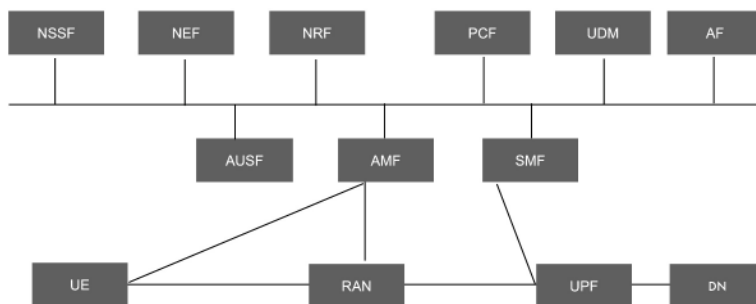 NSSF
NEF
NRF
PCF
UDM
AF
AUSF
AMF
SMF
UE
RAN
UPF
DN